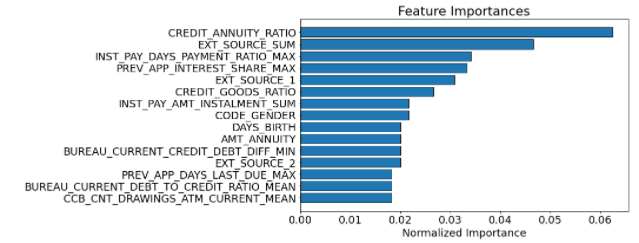 Feature Importances
CREDIT_ANNUITY_RATIO
EXT_SOURCE_SUM
INST_PAY_DAYS_PAYMENT_RATIO_MAX
PREV_APP_INTEREST_SHARE_MAX
EXT_SOURCE_1
CREDIT_GOODS_RATIO
INST_PAY_AMT_INSTALMENT_SUM
CODE_GENDER
DAYS_BIRTH
AMT_ANNUITY
BUREAU_CURRENT_CREDIT_DEBT_DIFF_MIN
EXT_SOURCE_2
PREV_APP_DAYS_LAST_DUE_MAX
BUREAU_CURRENT_DEBT_TO_CREDIT_RATIO_MEAN
CCB_CNT_DRAWINGS_ATM_CURRENT_MEAN
0.00 0.01 0.02 0.03 0.04 0.05 0.06
Normalized Importance